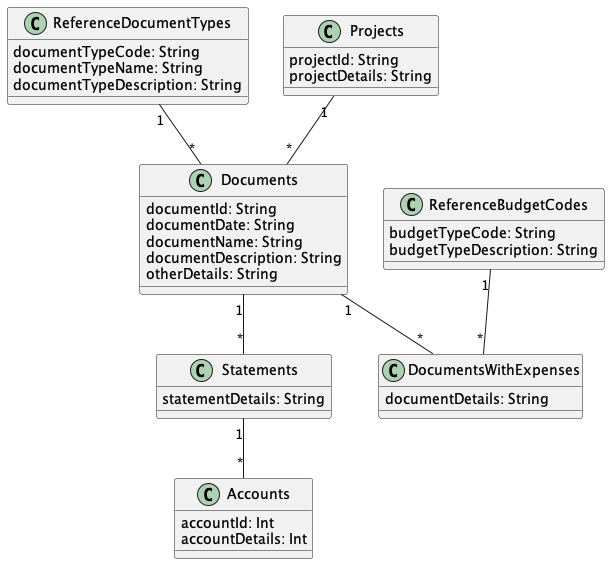 C ReferenceDocumentTypes
documentTypeCode: String
documentTypeName: String
documentTypeDescription: String
C Projects
projectId: String
projectDetails: String
1
*
1
*
C Documents
documentId: String
documentDate: String
documentName: String
documentDescription: String
otherDetails: String
C ReferenceBudgetCodes
budgetTypeCode: String
budgetTypeDescription: String
1
*
1
*
1
*
C Statements
statementDetails: String
C DocumentsWithExpenses
documentDetails: String
1
*
C Accounts
accountId: Int
accountDetails: Int